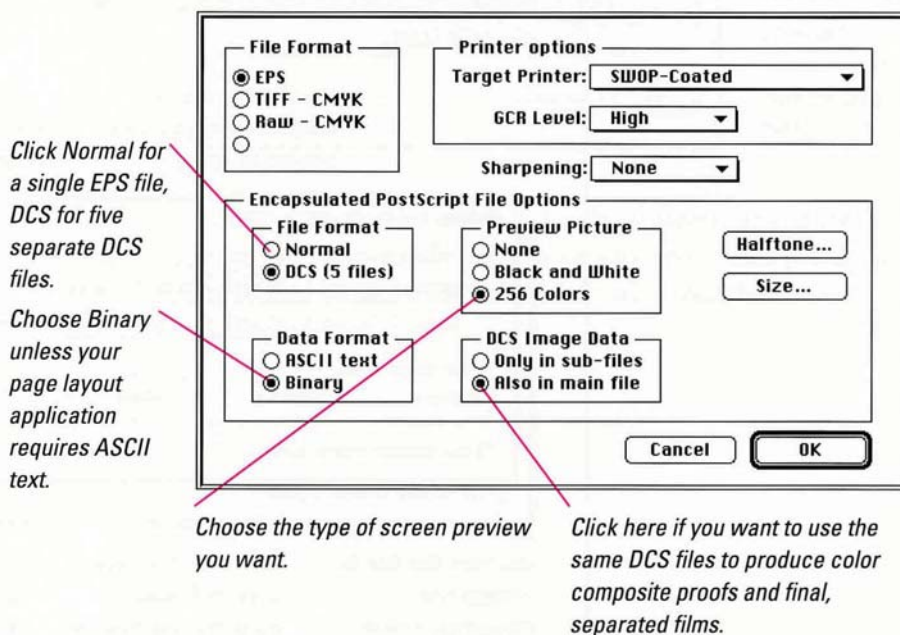 File Format
EPS
TIFF - CMYK
Raw - CMYK
Printer options
Target Printer: SWOP-Coated
GCR Level: High
Sharpening: None
Encapsulated PostScript File Options
File Format
Normal
DCS (5 files)
Preview Picture
None
Black and White
256 Colors
Halftone...
Size...
Data Format
ASCII text
Binary
DCS Image Data
Only in sub-files
Also in main file
Cancel
OK
Click Normal for
a single EPS file,
DCS for five
separate DCS
files.
Choose Binary
unless your
page layout
application
requires ASCII
text.
Choose the type of screen preview
you want.
Click here if you want to use the
same DCS files to produce color
composite proofs and final,
separated films.